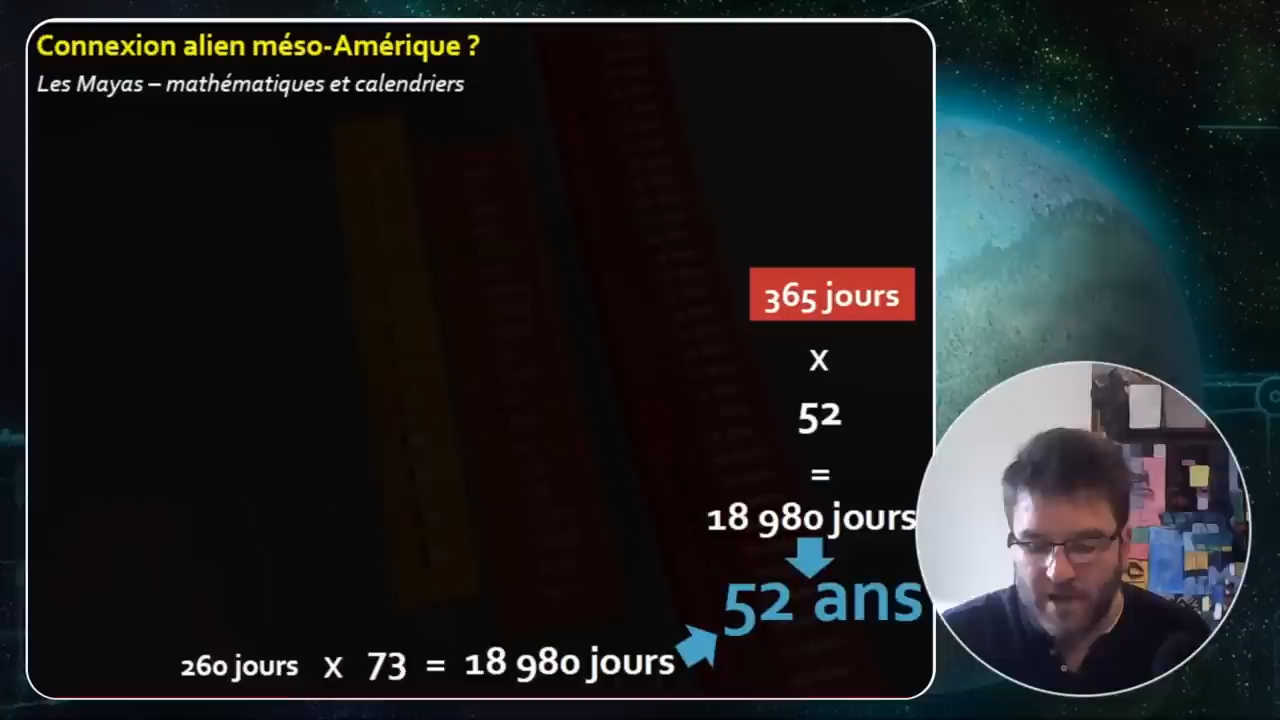 Connexion alien méso-Amérique ?
Les Mayas – mathématiques et calendriers
365 jours
x
52
=
18 980 jours
52 ans
260 jours x 73 = 18 980 jours